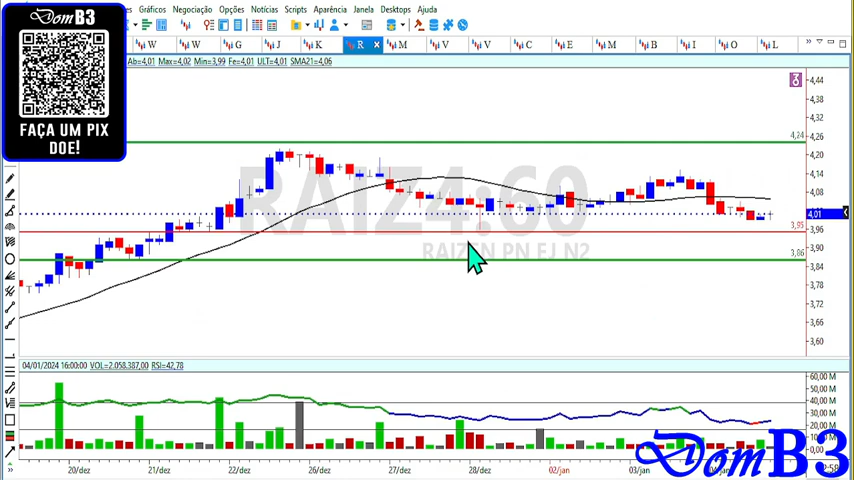 DomB3
FAÇA UM PIX
DOE!
Gráficos Negociação Opções Notícias Scripts Aparência Janela Desktops Ajuda
W W G J K R M V V C E M B I O L
Ab=4,01 Max=4,02 Min=3,99 Fe=4,01 ULT=4,01 SMA21=4,06
RAIZ4:60
RAIZEN PN EJ N2
4,44
4,38
4,32
4,26
4,24
4,20
4,14
4,08
4,01
3,95
3,96
3,90
3,86
3,84
3,78
3,72
3,66
3,60
04/01/2024 16:00:00 VOL=2.058.387,00 RSI=42,78
60,00 M
50,00 M
40,00 M
30,00 M
20,00 M
10,00 M
0,00
20/dez 21/dez 22/dez 26/dez 27/dez 28/dez 02/jan 03/jan
DomB3